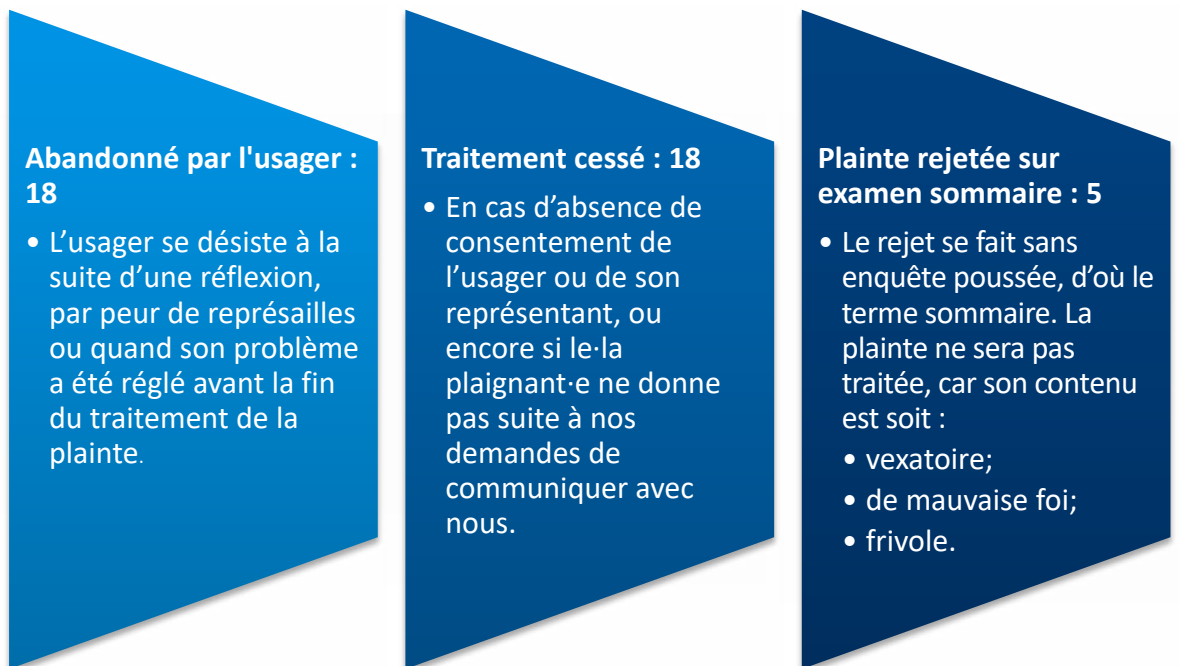 Abandonné par l'usager :
18
• L'usager se désiste à la
suite d'une réflexion,
par peur de représailles
ou quand son problème
a été réglé avant la fin
du traitement de la
plainte.
Traitement cessé : 18
• En cas d'absence de
consentement de
l'usager ou de son
représentant, ou
encore si le·la
plaignant·e ne donne
pas suite à nos
demandes de
communiquer avec
nous.
Plainte rejetée sur
examen sommaire : 5
• Le rejet se fait sans
enquête poussée, d'où le
terme sommaire. La
plainte ne sera pas
traitée, car son contenu
est soit :
• vexatoire;
• de mauvaise foi;
• frivole.